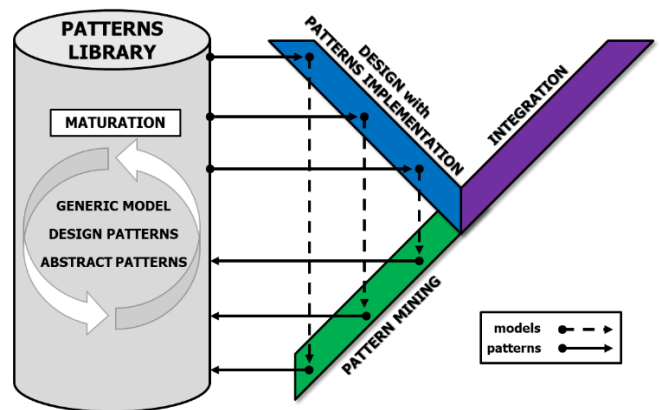 PATTERNS
LIBRARY
MATURATION
GENERIC MODEL
DESIGN PATTERNS
ABSTRACT PATTERNS
DESIGN with
PATTERNS IMPLEMENTATION
INTEGRATION
PATTERN MINING
models
patterns